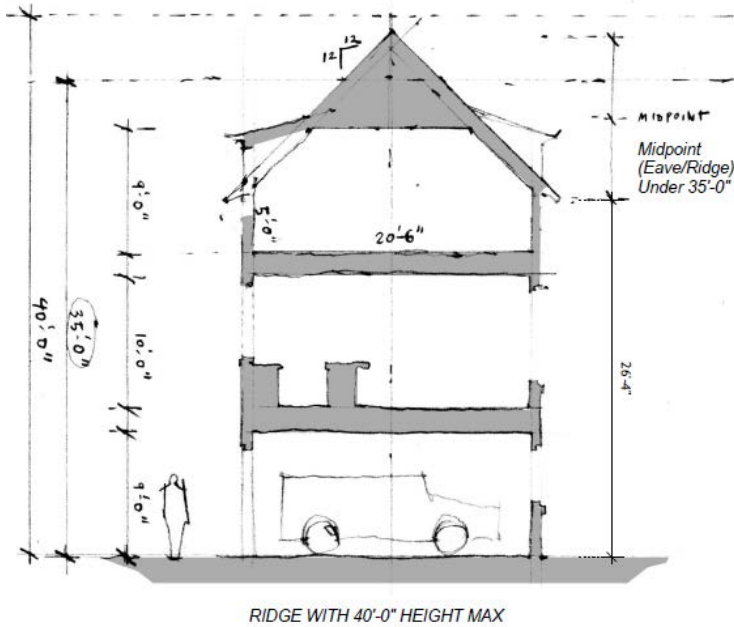 12
12
MIDPOINT
Midpoint
(Eave/Ridge)
Under 35'-0"
9'-0"
5'-0"
20'-6"
40'-0"
35'-0"
10'-0"
26'-4"
9'-0"
RIDGE WITH 40'-0" HEIGHT MAX